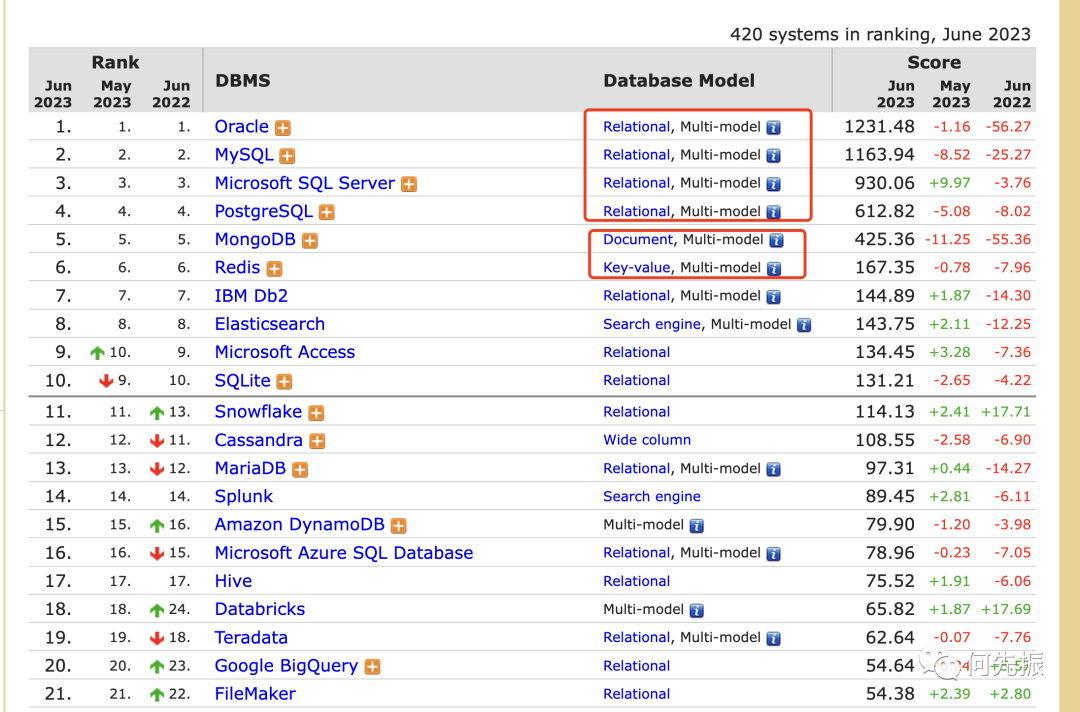 420 systems in ranking, June 2023
Rank Score
Jun 2023 May 2023 Jun 2022 DBMS Database Model Jun 2023 May 2023 Jun 2022
1. 1. 1. Oracle Relational, Multi-model 1231.48 -1.16 -56.27
2. 2. 2. MySQL Relational, Multi-model 1163.94 -8.52 -25.27
3. 3. 3. Microsoft SQL Server Relational, Multi-model 930.06 +9.97 -3.76
4. 4. 4. PostgreSQL Relational, Multi-model 612.82 -5.08 -8.02
5. 5. 5. MongoDB Document, Multi-model 425.36 -11.25 -55.36
6. 6. 6. Redis Key-value, Multi-model 167.35 -0.78 -7.96
7. 7. 7. IBM Db2 Relational, Multi-model 144.89 +1.87 -14.30
8. 8. 8. Elasticsearch Search engine, Multi-model 143.75 +2.11 -12.25
9. 10. 9. Microsoft Access Relational 134.45 +3.28 -7.36
10. 9. 10. SQLite Relational 131.21 -2.65 -4.22
11. 11. 13. Snowflake Relational 114.13 +2.41 +17.71
12. 12. 11. Cassandra Wide column 108.55 -2.58 -6.90
13. 13. 12. MariaDB Relational, Multi-model 97.31 +0.44 -14.27
14. 14. 14. Splunk Search engine 89.45 +2.81 -6.11
15. 15. 16. Amazon DynamoDB Multi-model 79.90 -1.20 -3.98
16. 16. 15. Microsoft Azure SQL Database Relational, Multi-model 78.96 -0.23 -7.05
17. 17. 17. Hive Relational 75.52 +1.91 -6.06
18. 18. 24. Databricks Multi-model 65.82 +1.87 +17.69
19. 19. 18. Teradata Relational, Multi-model 62.64 -0.07 -7.76
20. 20. 23. Google BigQuery Relational 54.64
何先振
21. 21. 22. FileMaker Relational 54.38 +2.39 +2.80